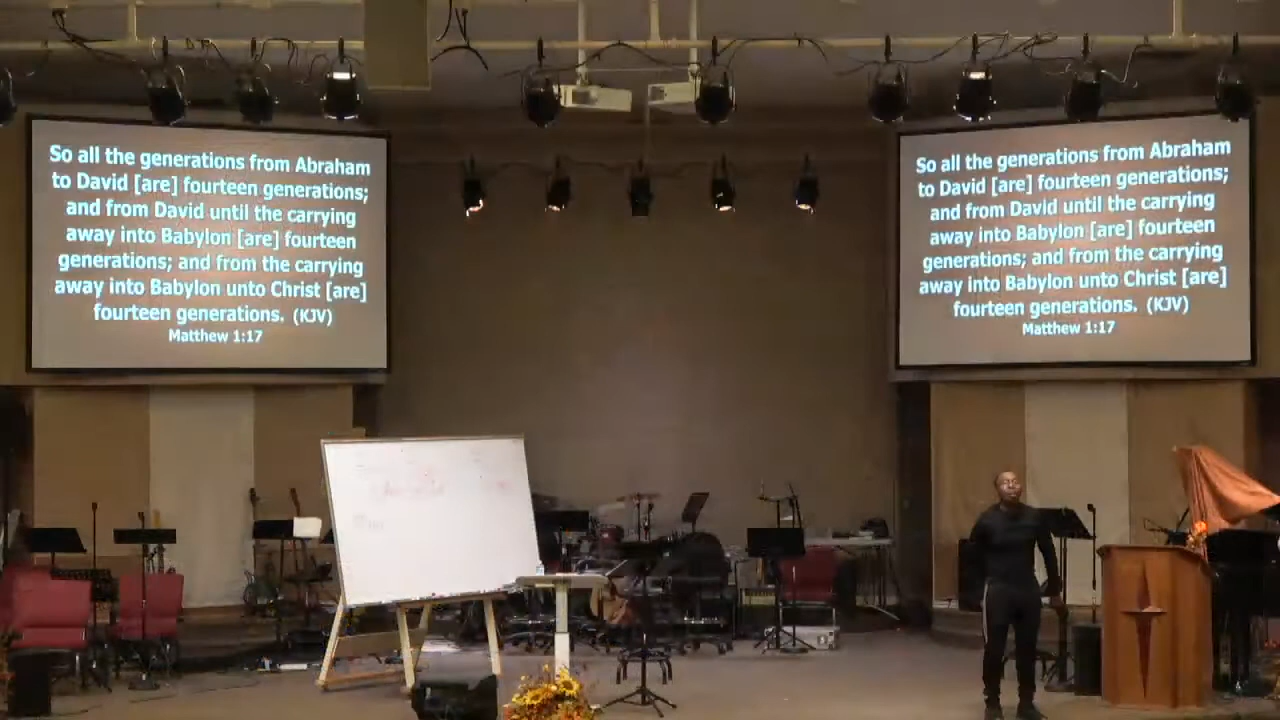 So all the generations from Abraham
to David [are] fourteen generations;
and from David until the carrying
away into Babylon [are] fourteen
generations; and from the carrying
away into Babylon unto Christ [are]
fourteen generations. (KJV)
Matthew 1:17
So all the generations from Abraham
to David [are] fourteen generations;
and from David until the carrying
away into Babylon [are] fourteen
generations; and from the carrying
away into Babylon unto Christ [are]
fourteen generations. (KJV)
Matthew 1:17